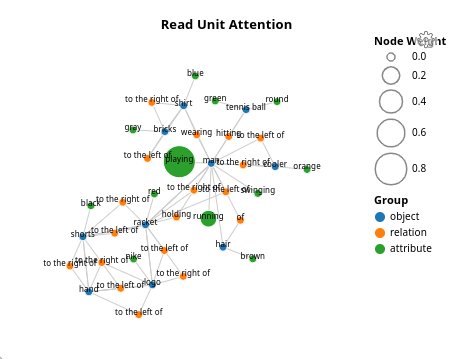 Read Unit Attention
Node Weight
0.0
0.2
0.4
0.6
0.8
Group
object
relation
attribute
blue
to the right of
shirt
green
tennis ball
round
gray
bricks
wearing
hitting
to the left of
to the left of
playing
man
to the right of
cooler
orange
to the right of
to the left of
swinging
red
black
to the right of
holding
running
of
racket
shorts
to the left of
hair
to the left of
brown
nike
to the right of
to the right of
to the right of
hand
to the left of
logo
to the left of